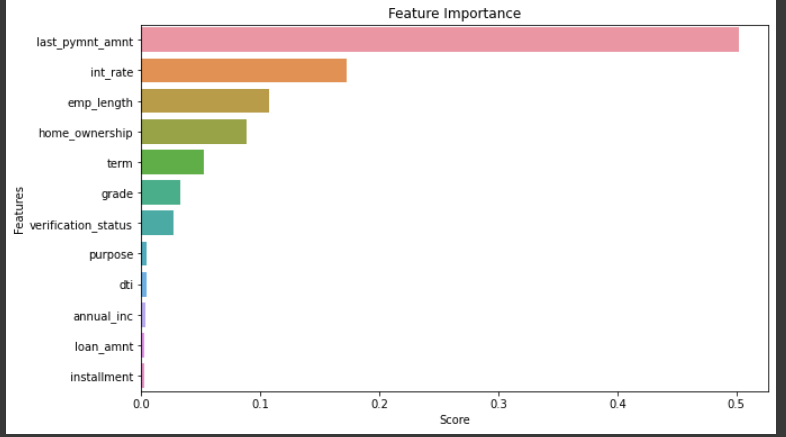 Feature Importance
last_pymnt_amnt
int_rate
emp_length
home_ownership
term
grade
verification_status
purpose
dti
annual_inc
loan_amnt
installment
Features
0.0 0.1 0.2 0.3 0.4 0.5
Score